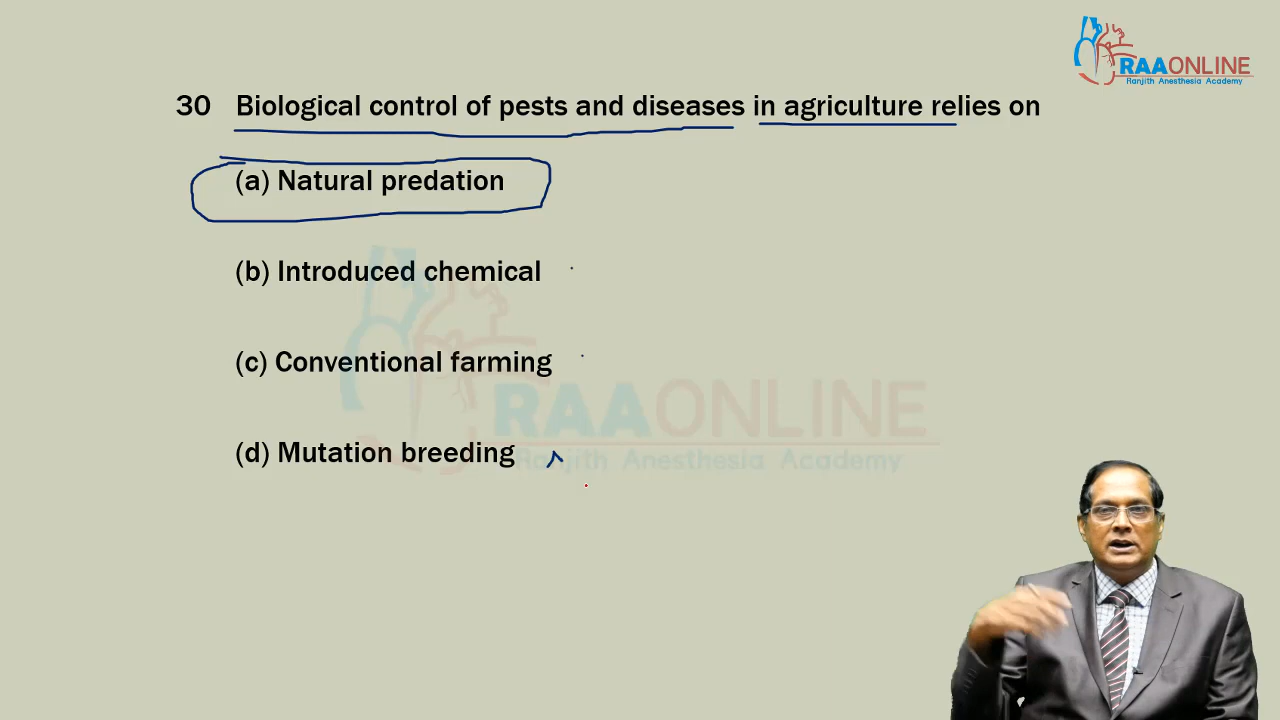 RAAONLINE
Ranjith Anesthesia Academy
30 Biological control of pests and diseases in agriculture relies on
(a) Natural predation
(b) Introduced chemical
(c) Conventional farming
(d) Mutation breeding
RAAONLINE
Ranjith Anesthesia Academy